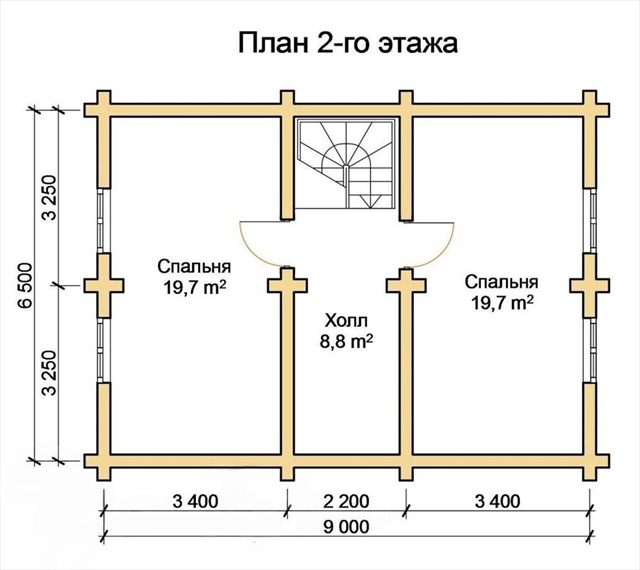 План 2-го этажа
3 250
6 500
3 250
Спальня
19,7 m²
Холл
8,8 m²
Спальня
19,7 m²
3 400
2 200
3 400
9 000